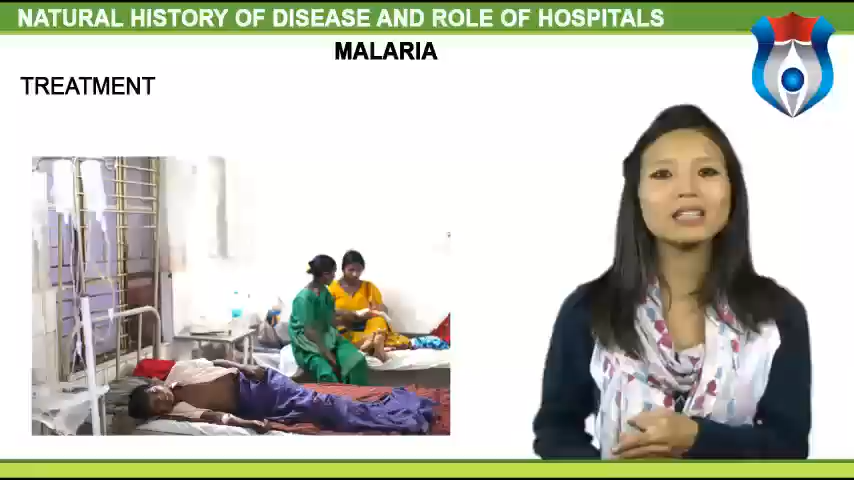 NATURAL HISTORY OF DISEASE AND ROLE OF HOSPITALS
MALARIA
TREATMENT